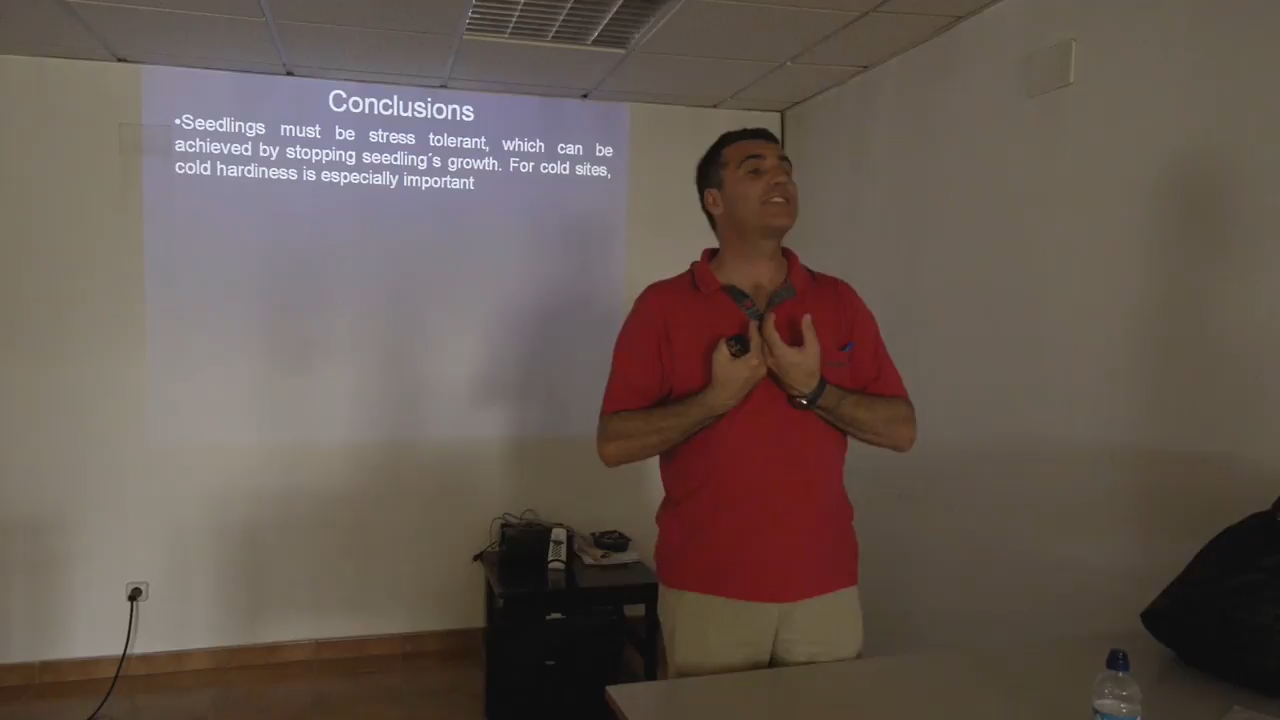 Conclusions
•Seedlings must be stress tolerant, which can be
achieved by stopping seedling´s growth. For cold sites,
cold hardiness is especially important